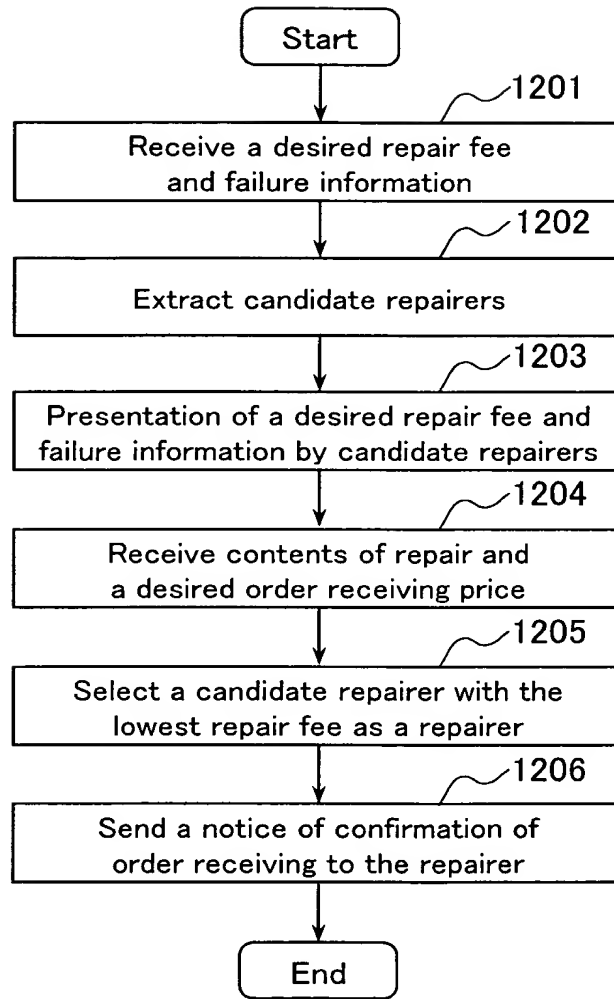 Start
1201
Receive a desired repair fee
and failure information
1202
Extract candidate repairers
1203
Presentation of a desired repair fee and
failure information by candidate repairers
1204
Receive contents of repair and
a desired order receiving price
1205
Select a candidate repairer with the
lowest repair fee as a repairer
1206
Send a notice of confirmation of
order receiving to the repairer
End